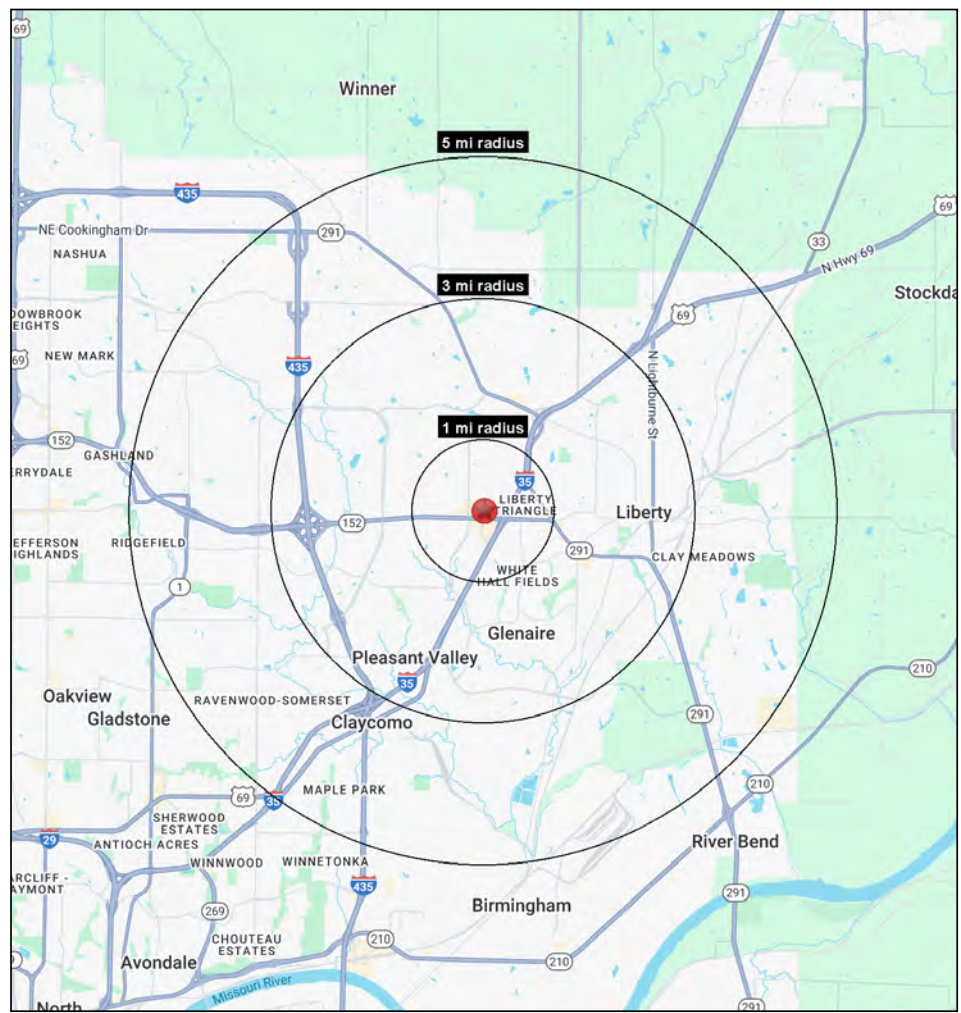 69
Winner
5 mi radius
435
291
NE Cookingham Dr
NASHUA
69
33
N Hwy 69
3 mi radius
Stockda
DOWBROOK
EIGHTS
69
NEW MARK
69
435
N Lightburne St
1 mi radius
152
GASHLAND
ERRYDALE
35
LIBERTY
TRIANGLE
Liberty
152
EFFERSON
IGHLANDS
RIDGEFIELD
291
CLAY MEADOWS
WHITE
HALL FIELDS
1
Glenaire
Pleasant Valley
210
35
Oakview
RAVENWOOD-SOMERSET
Gladstone
Claycomo
291
210
MAPLE PARK
69
35
SHERWOOD
ESTATES
29
ANTIOCH ACRES
River Bend
WINNWOOD
WINNETONKA
ARCLIFF -
AYMONT
435
291
Birmingham
269
CHOUTEAU
ESTATES
210
Avondale
210
Missouri River
North
291